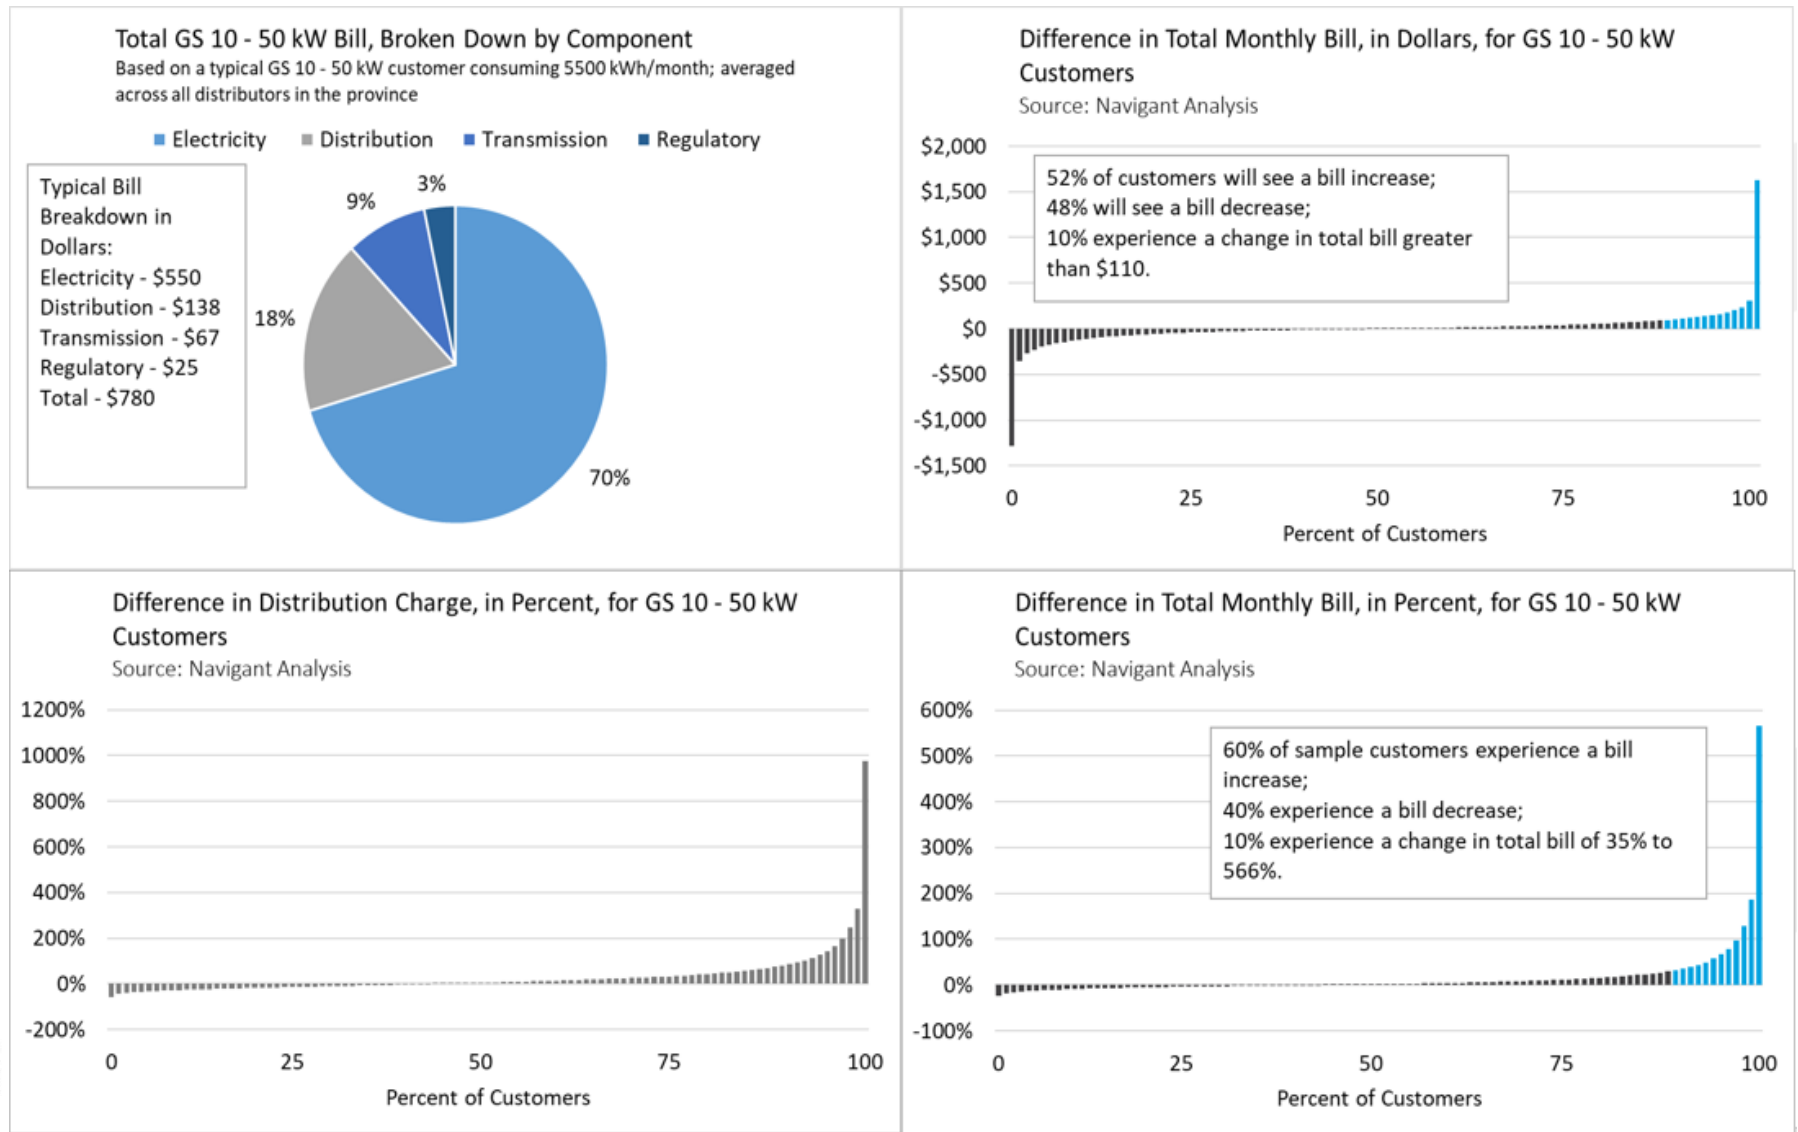 Total GS 10 - 50 kW Bill, Broken Down by Component
Based on a typical GS 10 - 50 kW customer consuming 5500 kWh/month; averaged
across all distributors in the province
Electricity
Distribution
Transmission
Regulatory
Typical Bill
Breakdown in
Dollars:
Electricity - $550
Distribution - $138
Transmission - $67
Regulatory - $25
Total - $780
3%
9%
18%
70%
Difference in Total Monthly Bill, in Dollars, for GS 10 - 50 kW
Customers
Source: Navigant Analysis
$2,000
$1,500
$1,000
$500
$0
-$500
-$1,000
-$1,500
52% of customers will see a bill increase;
48% will see a bill decrease;
10% experience a change in total bill greater
than $110.
0 25 50 75 100
Percent of Customers
Difference in Distribution Charge, in Percent, for GS 10 - 50 kW
Customers
Source: Navigant Analysis
1200%
1000%
800%
600%
400%
200%
0%
-200%
0 25 50 75 100
Percent of Customers
Difference in Total Monthly Bill, in Percent, for GS 10 - 50 kW
Customers
Source: Navigant Analysis
600%
500%
400%
300%
200%
100%
0%
-100%
60% of sample customers experience a bill
increase;
40% experience a bill decrease;
10% experience a change in total bill of 35% to
566%.
0 25 50 75 100
Percent of Customers